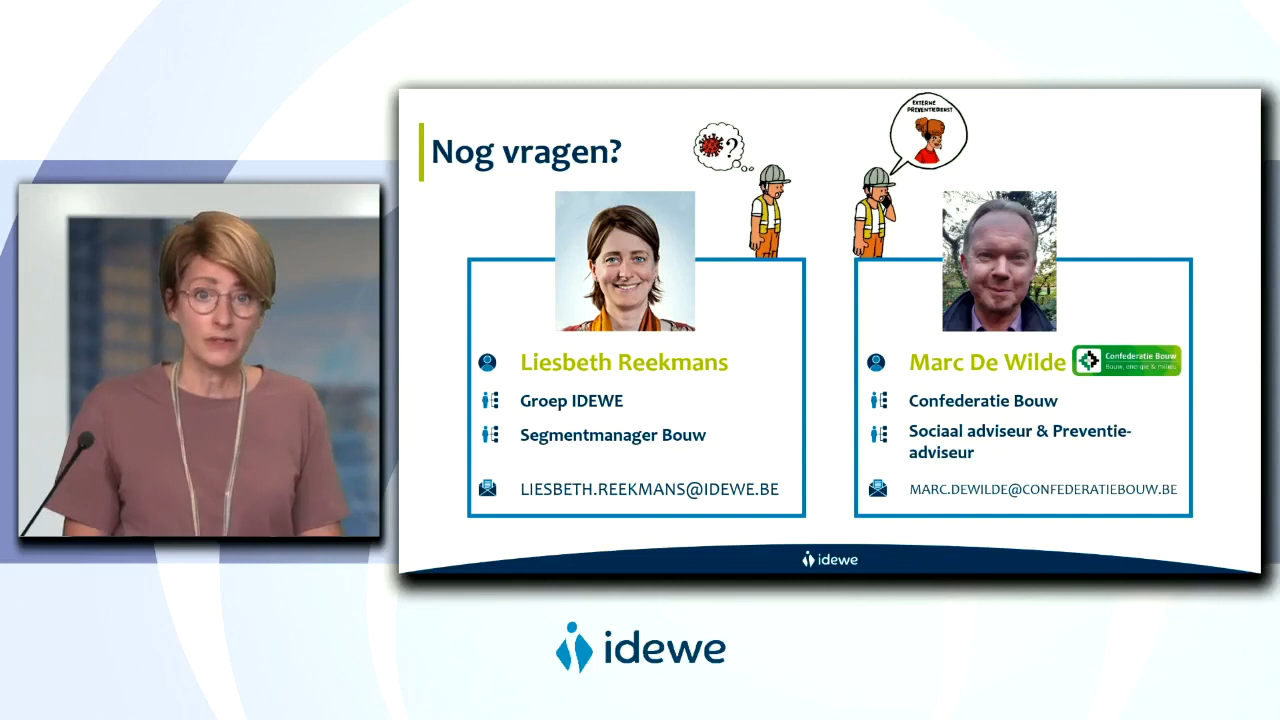 EXTERNE
PREVENTIEDIENST
Nog vragen?
?
Liesbeth Reekmans
Groep IDEWE
Segmentmanager Bouw
LIESBETH.REEKMANS@IDEWE.BE
Marc De Wilde
Confederatie Bouw
Bouw, energie & milieu
Confederatie Bouw
Sociaal adviseur & Preventie-
adviseur
MARC.DEWILDE@CONFEDERATIEBOUW.BE
idewe
idewe